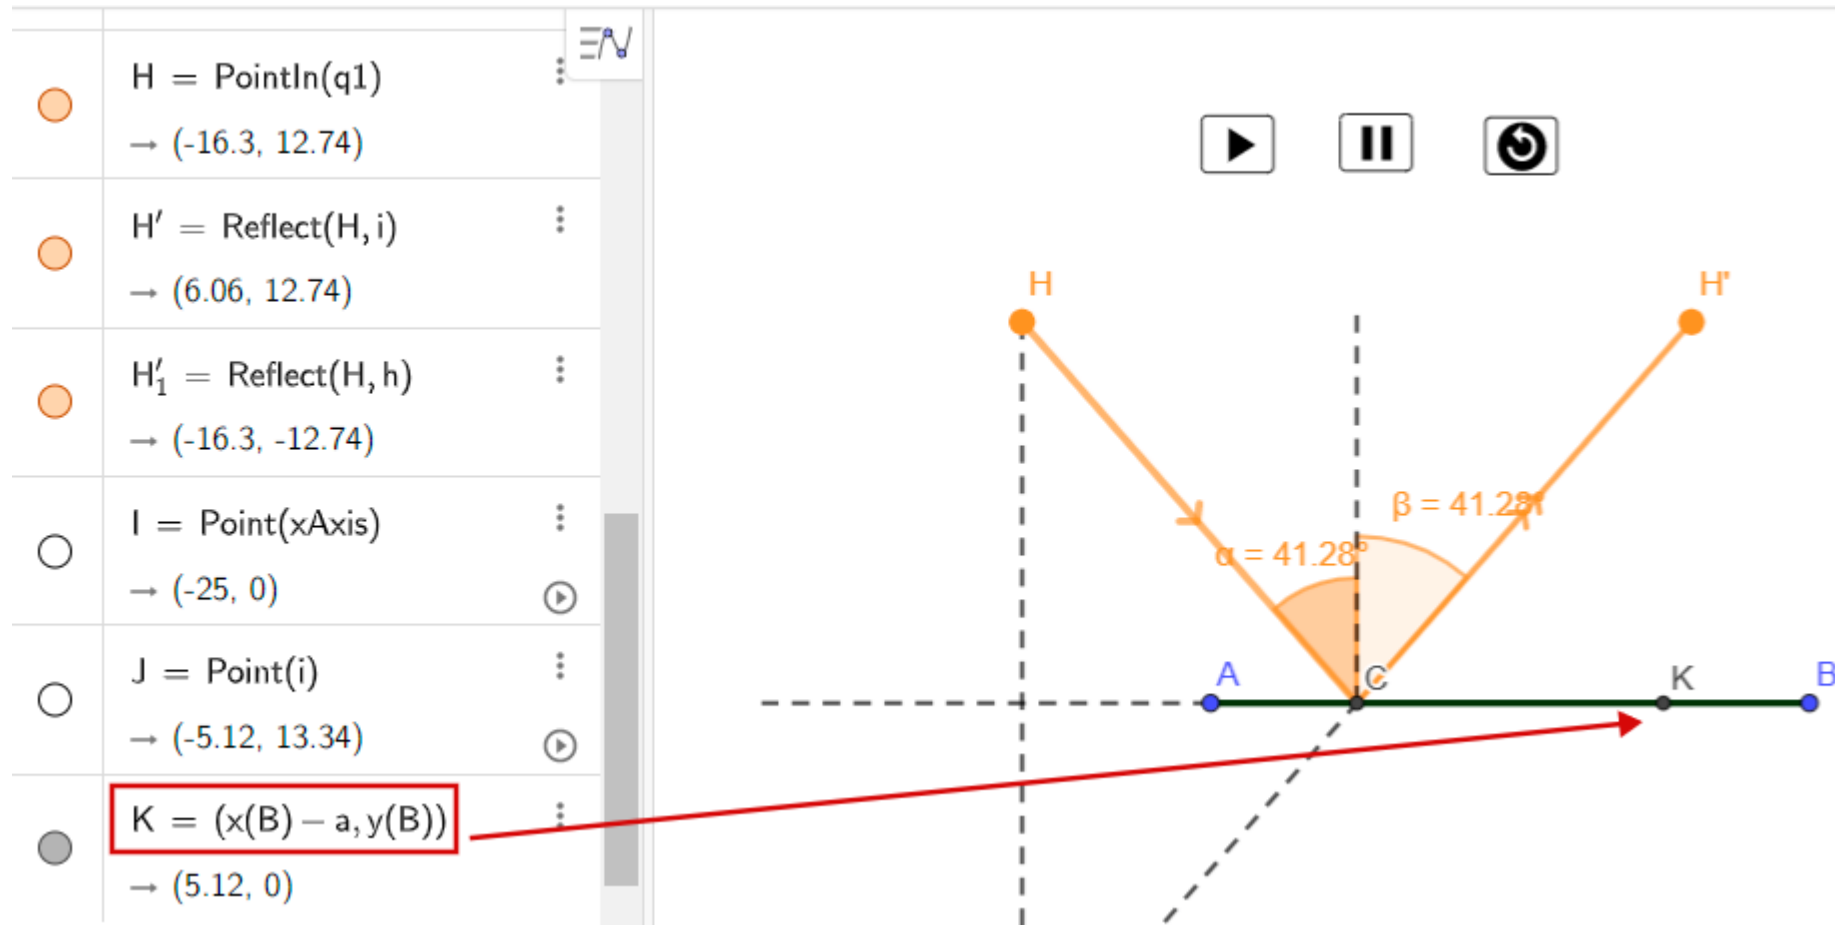 H = PointIn(q1)
→ (-16.3, 12.74)
H′ = Reflect(H, i)
→ (6.06, 12.74)
H′₁ = Reflect(H, h)
→ (-16.3, -12.74)
I = Point(xAxis)
→ (-25, 0)
J = Point(i)
→ (-5.12, 13.34)
K = (x(B) – a, y(B))
→ (5.12, 0)
H
H'
β = 41.28°
α = 41.28°
A
C
K
B